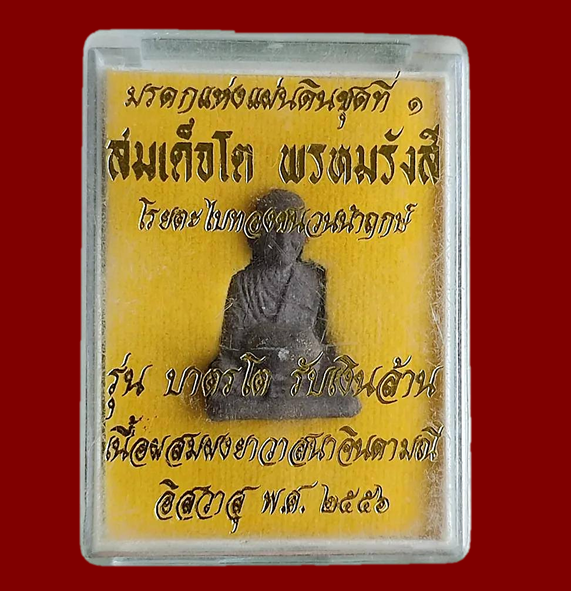 มรดกแห่งแผ่นดินชุดที่ ๑
สมเด็จโต พรหมรังสี
โรยตะไบทองชนวนนำฤกษ์
รุ่น บาตรโต รับเงินล้าน
เนื้อผสมผงยาวาสนาจินดามณี
อิสวาสุ พ.ศ. ๒๕๕๖